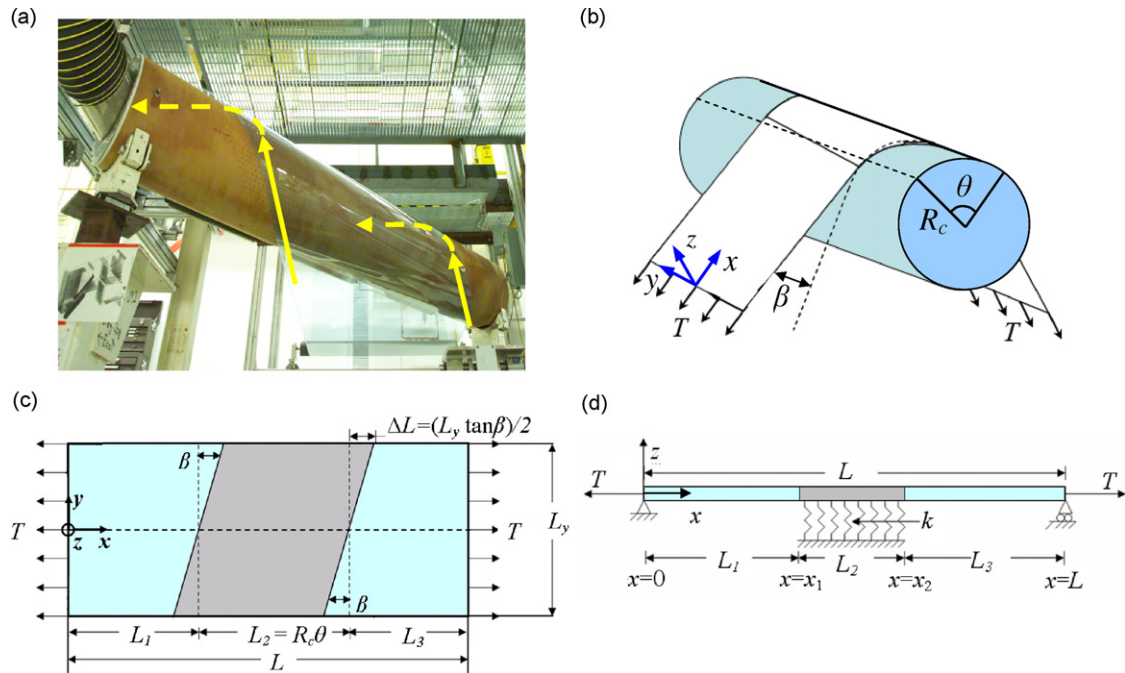 (a)
(b)
θ
R_c
z
x
y
β
T
T
(c)
ΔL=(L_y tanβ)/2
β
y
T
z
x
T
L_y
β
L_1
L_2 = R_cθ
L_3
L
(d)
z
L
T
T
x
k
L_1
L_2
L_3
x=0
x=x_1
x=x_2
x=L